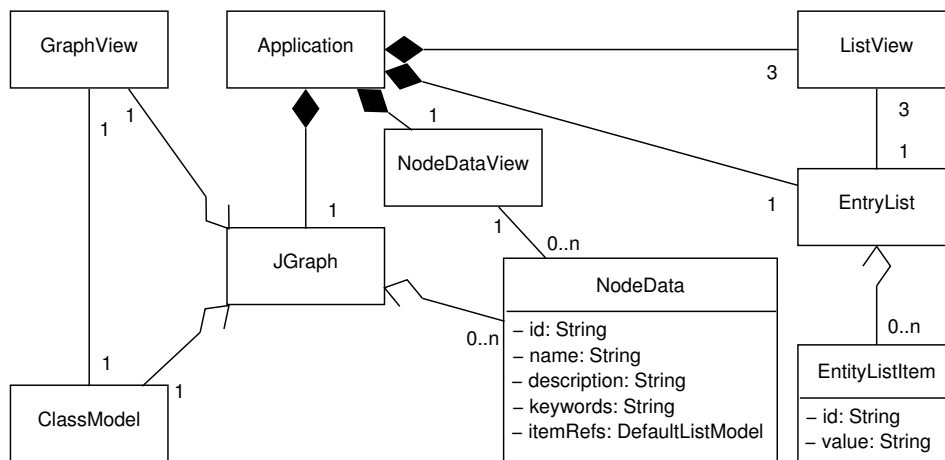 GraphView
Application
ListView
1
1
1
3
3
NodeDataView
1
1
1
EntryList
1
0..n
JGraph
NodeData
0..n
0..n
– id: String
– name: String
– description: String
– keywords: String
– itemRefs: DefaultListModel
EntityListItem
– id: String
– value: String
1
1
ClassModel